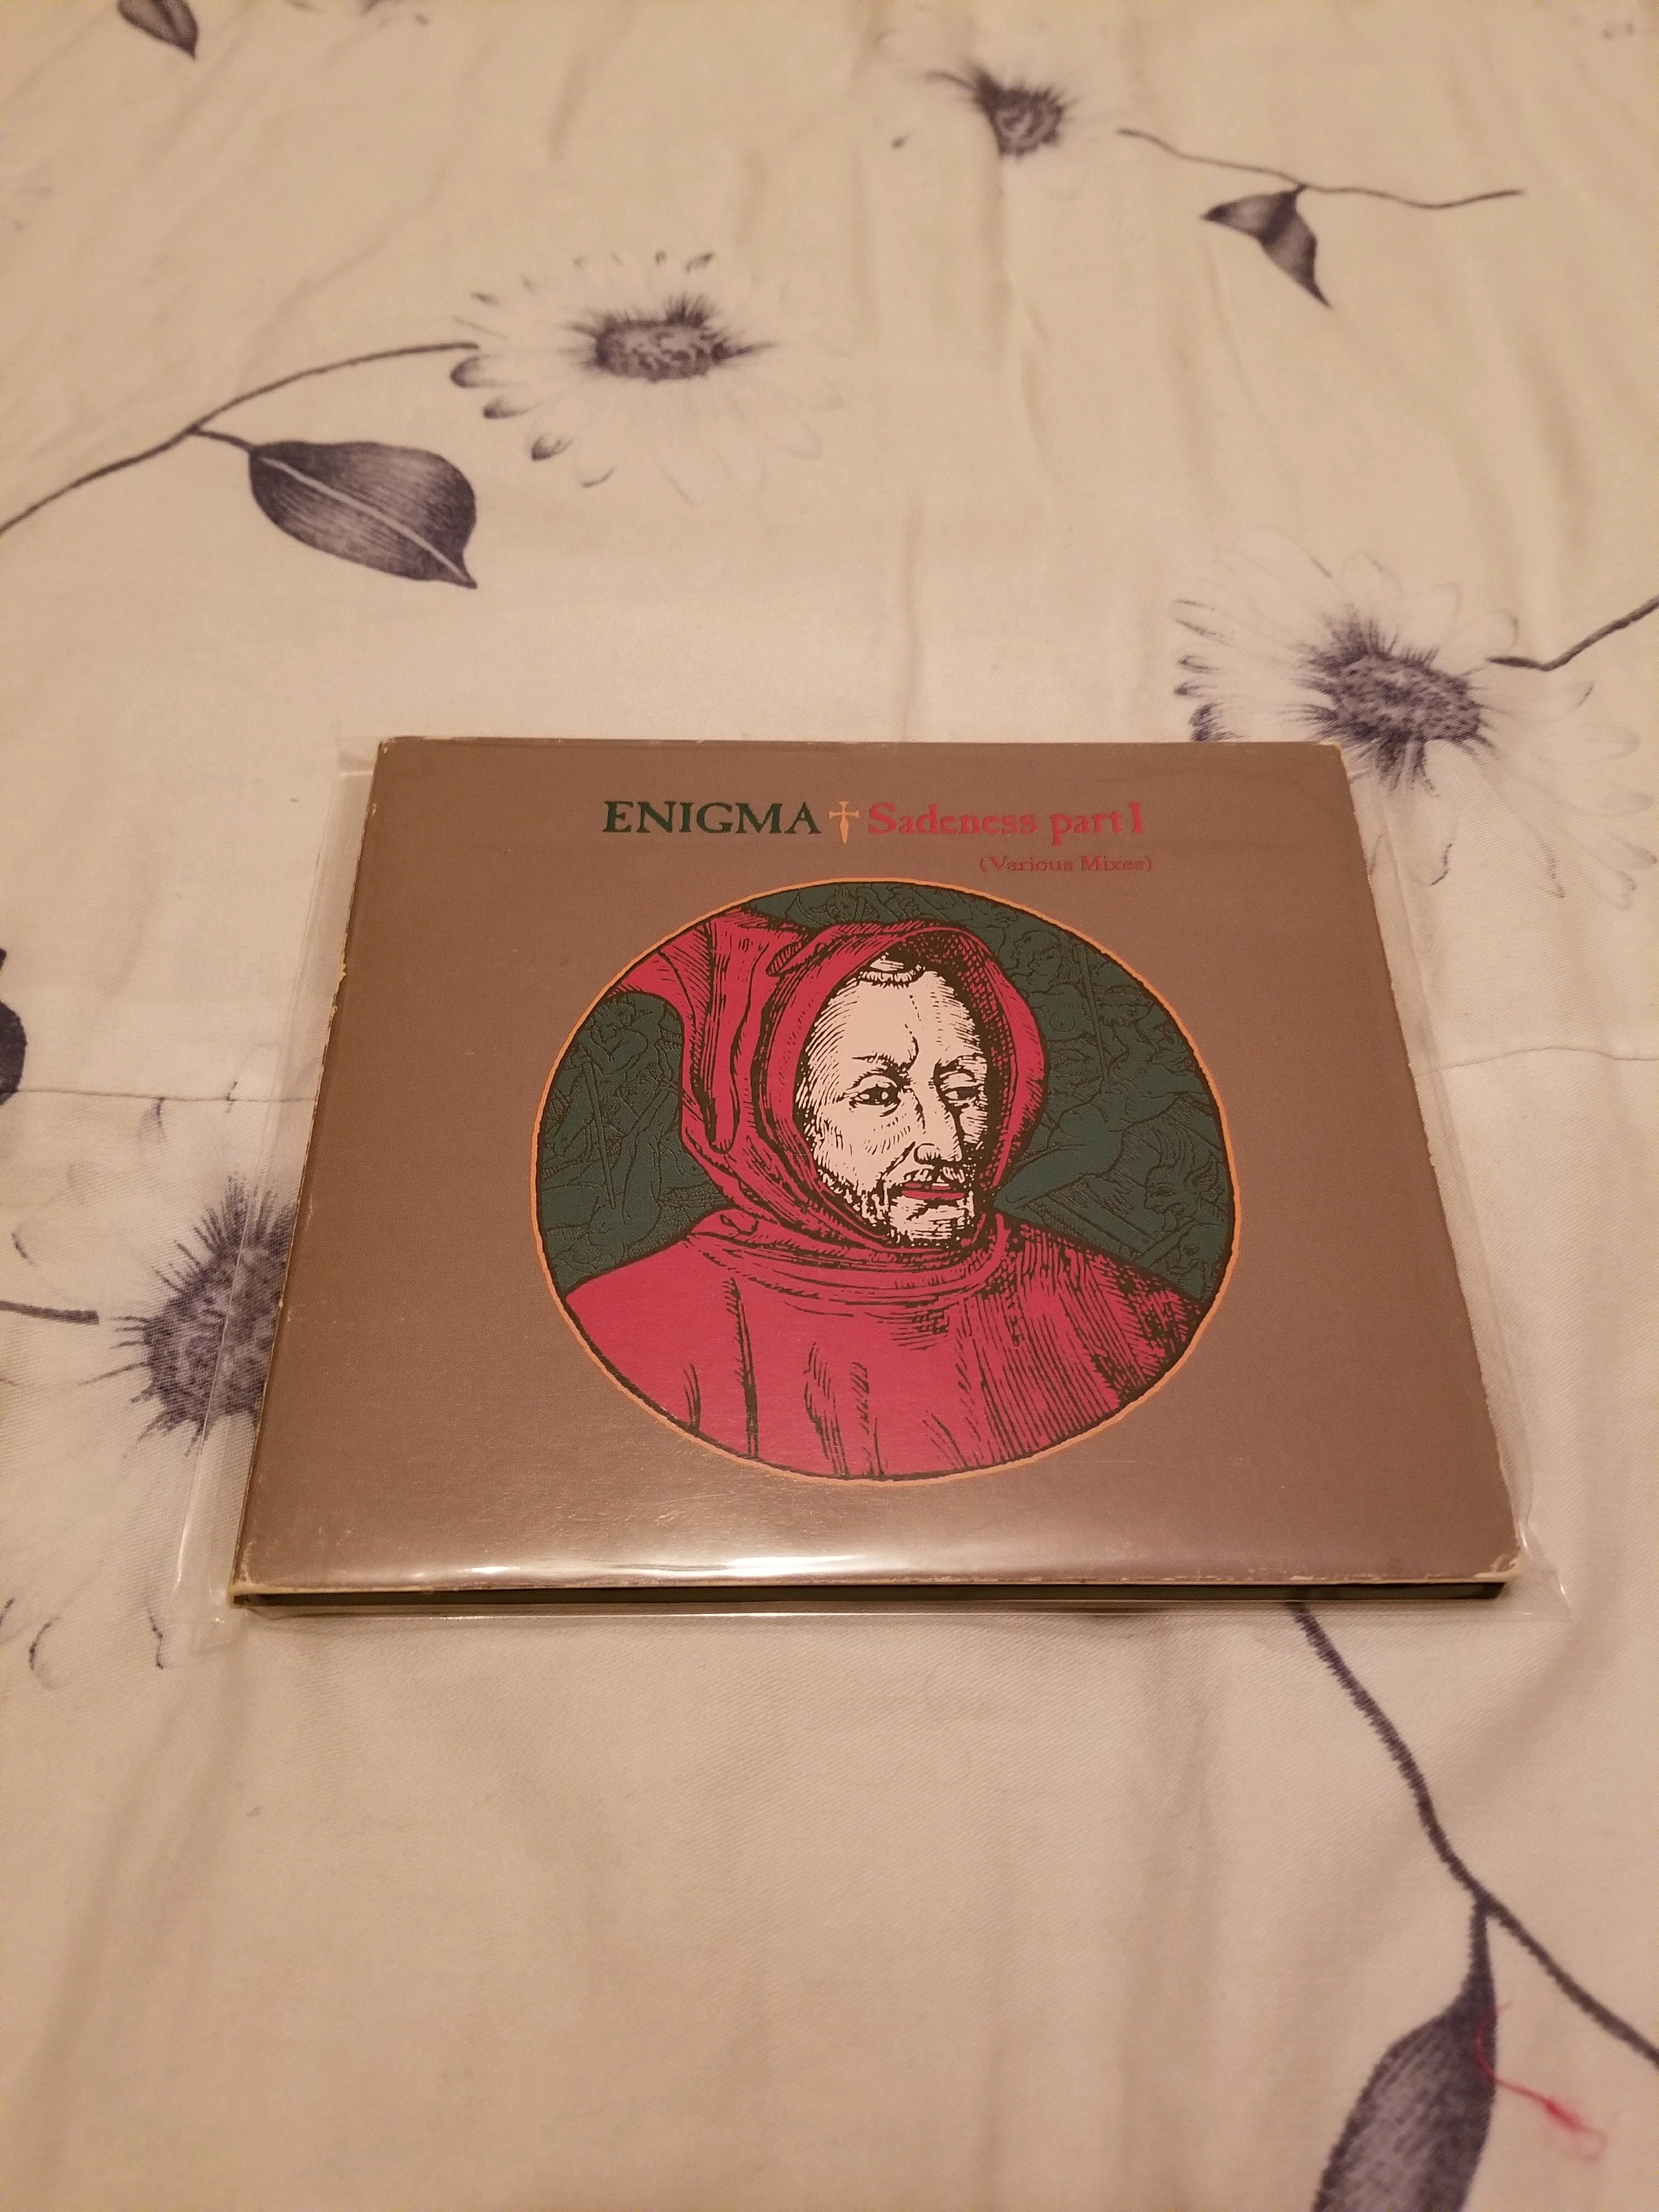 ENIGMA † Sadeness part I
(Various Mixes)